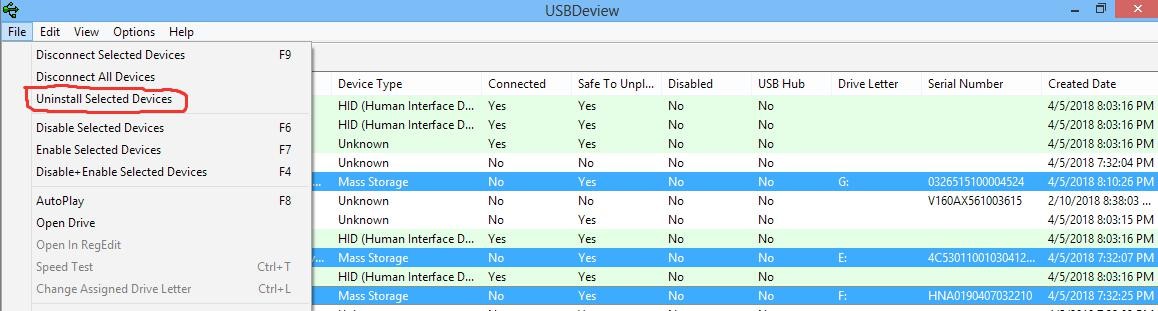 USBDeview
File Edit View Options Help
Disconnect Selected Devices F9
Disconnect All Devices
Uninstall Selected Devices
Disable Selected Devices F6
Enable Selected Devices F7
Disable+Enable Selected Devices F4
AutoPlay F8
Open Drive
Open In RegEdit
Speed Test Ctrl+T
Change Assigned Drive Letter Ctrl+L
Device Type Connected Safe To Unpl... Disabled USB Hub Drive Letter Serial Number Created Date
HID (Human Interface D... Yes Yes No No 4/5/2018 8:03:16 PM
HID (Human Interface D... Yes Yes No No 4/5/2018 8:03:16 PM
Unknown Yes Yes No No 4/5/2018 8:03:16 PM
Unknown No No No No 4/5/2018 7:32:04 PM
Mass Storage No Yes No No G: 0326515100004524 4/5/2018 8:10:26 PM
Unknown No No No No V160AX561003615 2/10/2018 8:38:03 ...
Unknown No Yes No No 4/5/2018 8:03:15 PM
HID (Human Interface D... Yes Yes No No 4/5/2018 8:03:16 PM
Mass Storage No Yes No No E: 4C53011001030412... 4/5/2018 7:32:07 PM
HID (Human Interface D... Yes Yes No No 4/5/2018 8:03:16 PM
Mass Storage No Yes No No F: HNA0190407032210 4/5/2018 7:32:25 PM